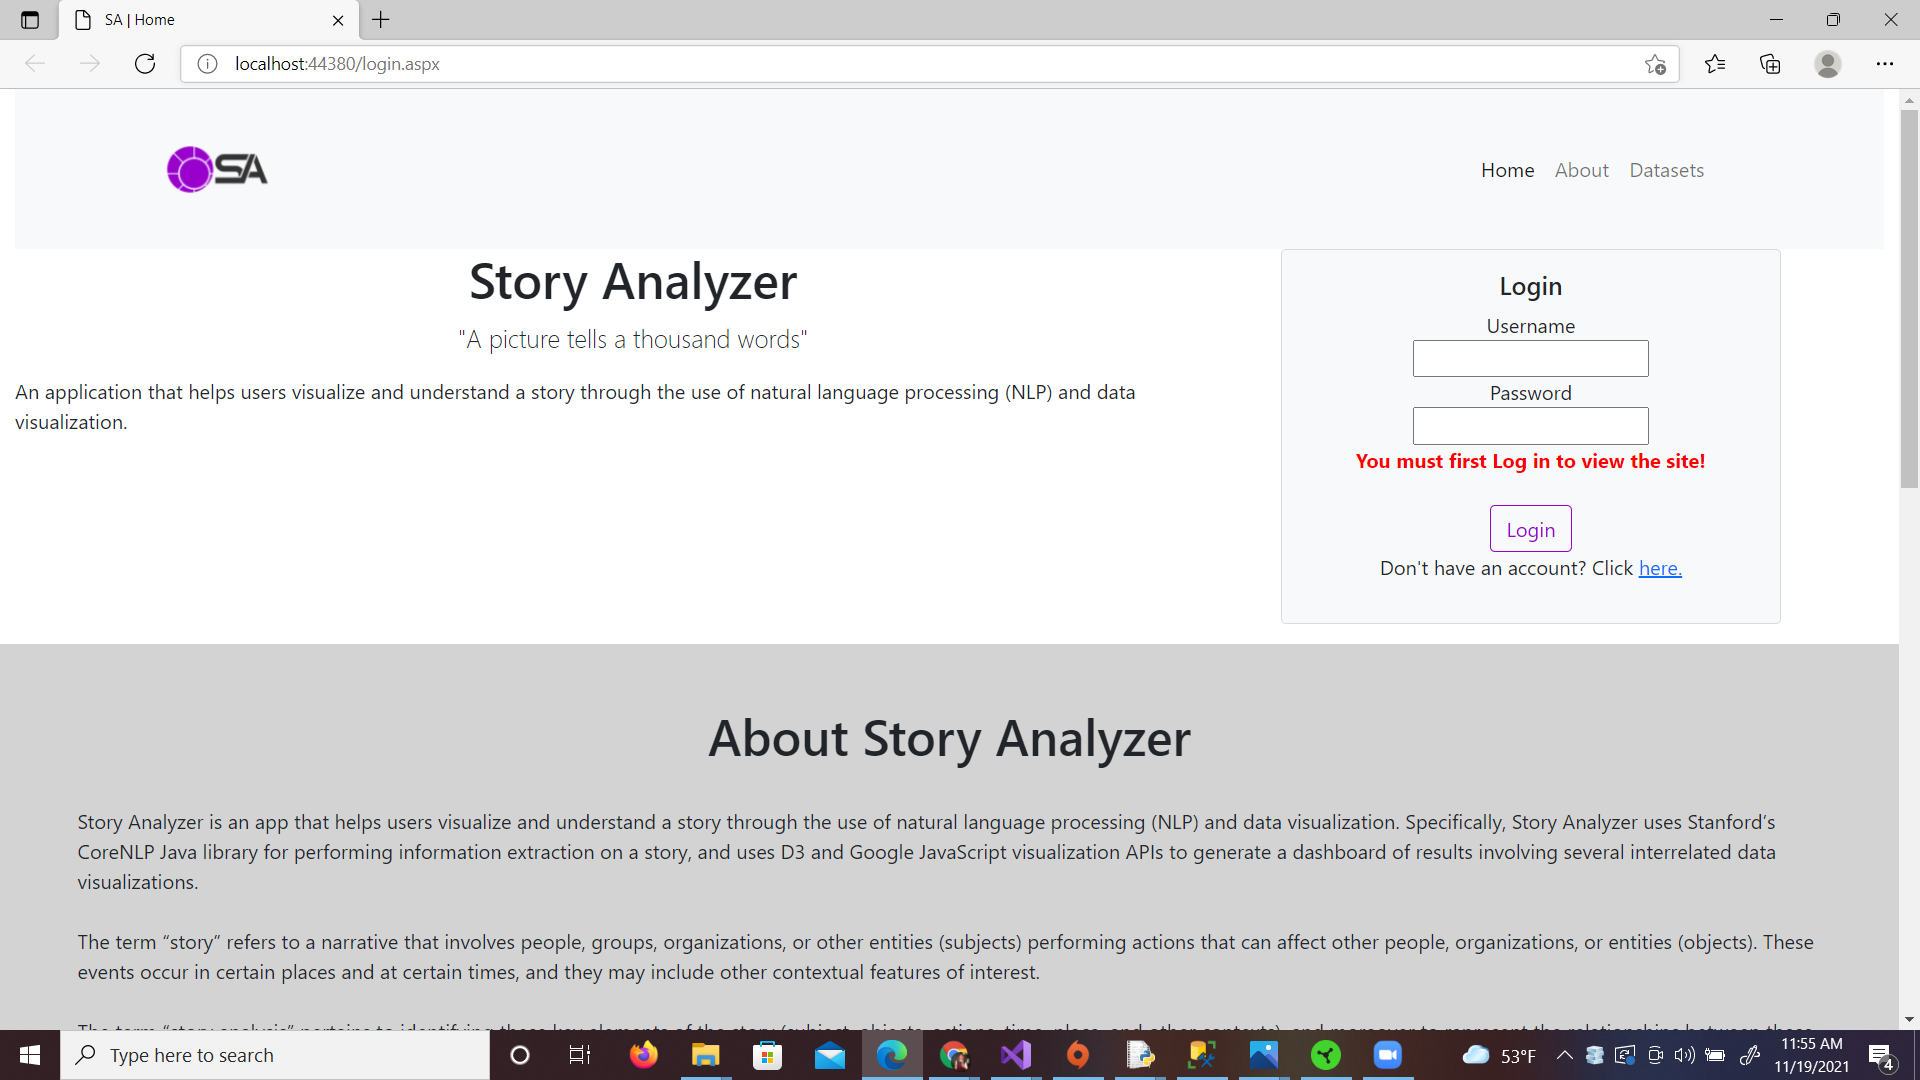 SA | Home
localhost:44380/login.aspx
SA
Home About Datasets
Story Analyzer
"A picture tells a thousand words"
An application that helps users visualize and understand a story through the use of natural language processing (NLP) and data
visualization.
Login
Username
Password
You must first Log in to view the site!
Login
Don't have an account? Click here.
About Story Analyzer
Story Analyzer is an app that helps users visualize and understand a story through the use of natural language processing (NLP) and data visualization. Specifically, Story Analyzer uses Stanford’s
CoreNLP Java library for performing information extraction on a story, and uses D3 and Google JavaScript visualization APIs to generate a dashboard of results involving several interrelated data
visualizations.
The term “story” refers to a narrative that involves people, groups, organizations, or other entities (subjects) performing actions that can affect other people, organizations, or entities (objects). These
events occur in certain places and at certain times, and they may include other contextual features of interest.
Type here to search
53°F
11:55 AM
11/19/2021
4